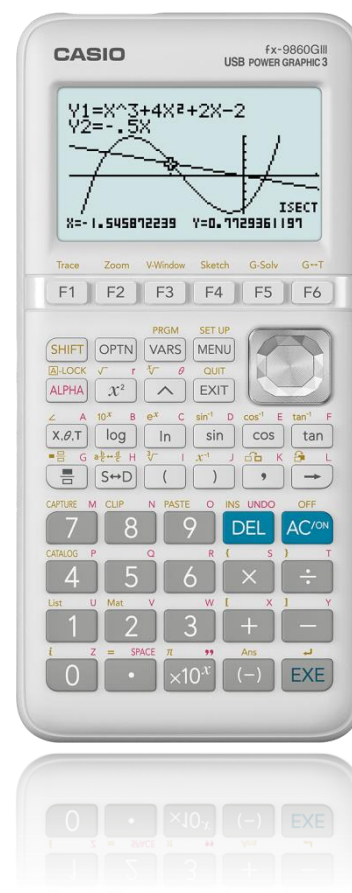 CASIO fx-9860GIII
USB POWER GRAPHIC 3
Y1=X^3+4X²+2X-2
Y2=-.5X
ISECT
X=-1.545872239 Y=0.7729361197
Trace Zoom V-Window Sketch G-Solv G↔T
F1 F2 F3 F4 F5 F6
PRGM SET UP
SHIFT OPTN VARS MENU
A-LOCK √ r ˣ√ θ QUIT
ALPHA x² ^ EXIT
∠ A 10ˣ B eˣ C sin⁻¹ D cos⁻¹ E tan⁻¹ F
X,θ,T log ln sin cos tan
G a b/c↔d/c H ³√ I x⁻¹ J K L
S↔D ( ) , →
CAPTURE M CLIP N PASTE O INS UNDO OFF
7 8 9 DEL AC/ON
CATALOG P Q R { S } T
4 5 6 × ÷
List U Mat V W [ X ] Y
1 2 3 + −
i Z = SPACE π " Ans ↵
0 . ×10ˣ (−) EXE